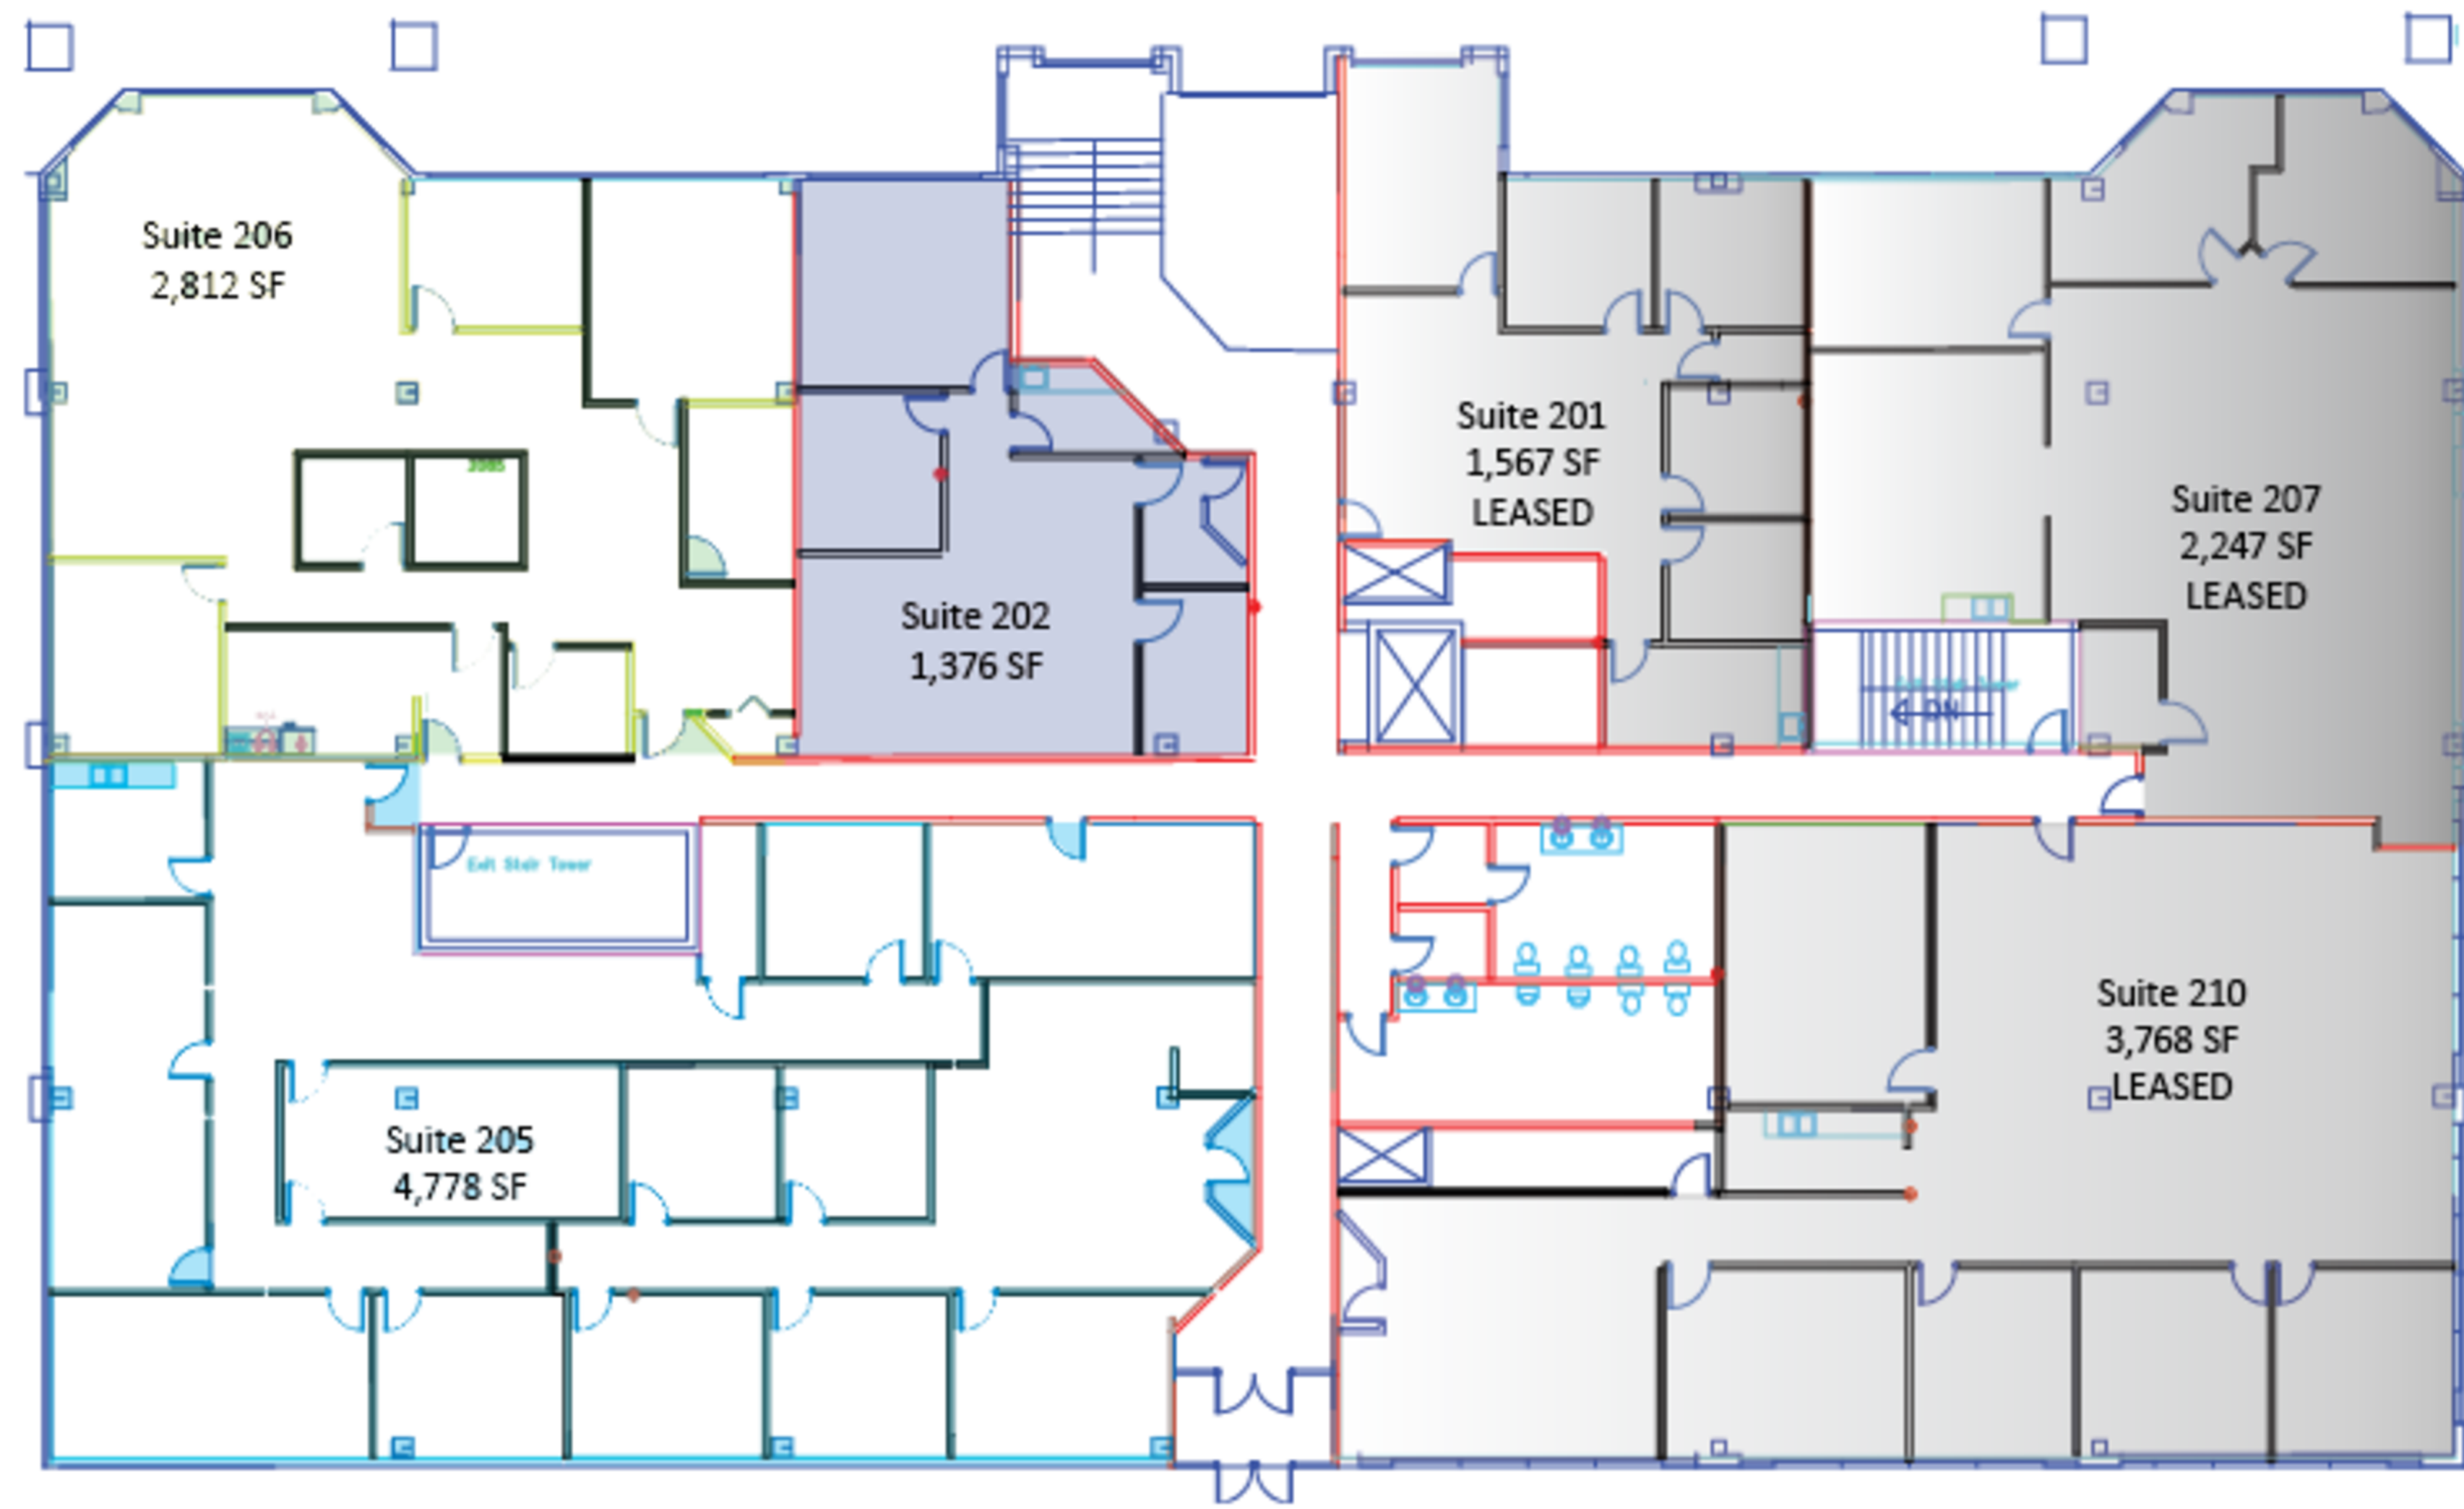 Suite 206
2,812 SF
Suite 202
1,376 SF
Suite 201
1,567 SF
LEASED
Suite 207
2,247 SF
LEASED
DN
Exit Stair Tower
Suite 205
4,778 SF
Suite 210
3,768 SF
LEASED